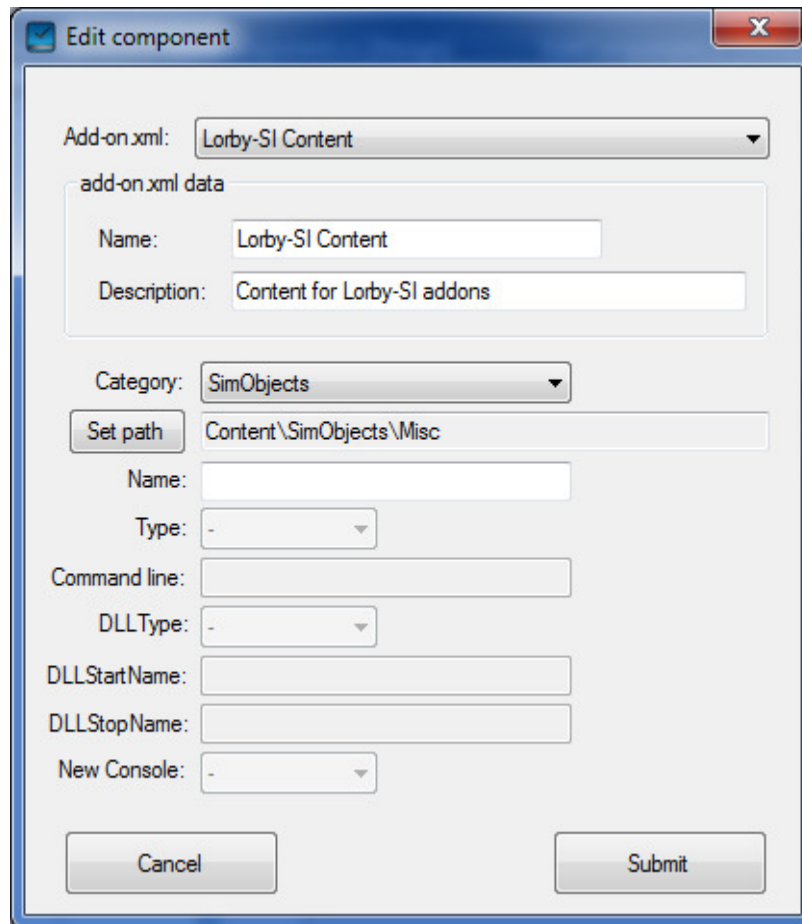 Edit component
Add-on.xml: Lorby-SI Content
add-on.xml data
Name: Lorby-SI Content
Description: Content for Lorby-SI addons
Category: SimObjects
Set path Content\SimObjects\Misc
Name:
Type: -
Command line:
DLLType: -
DLLStartName:
DLLStopName:
New Console: -
Cancel Submit